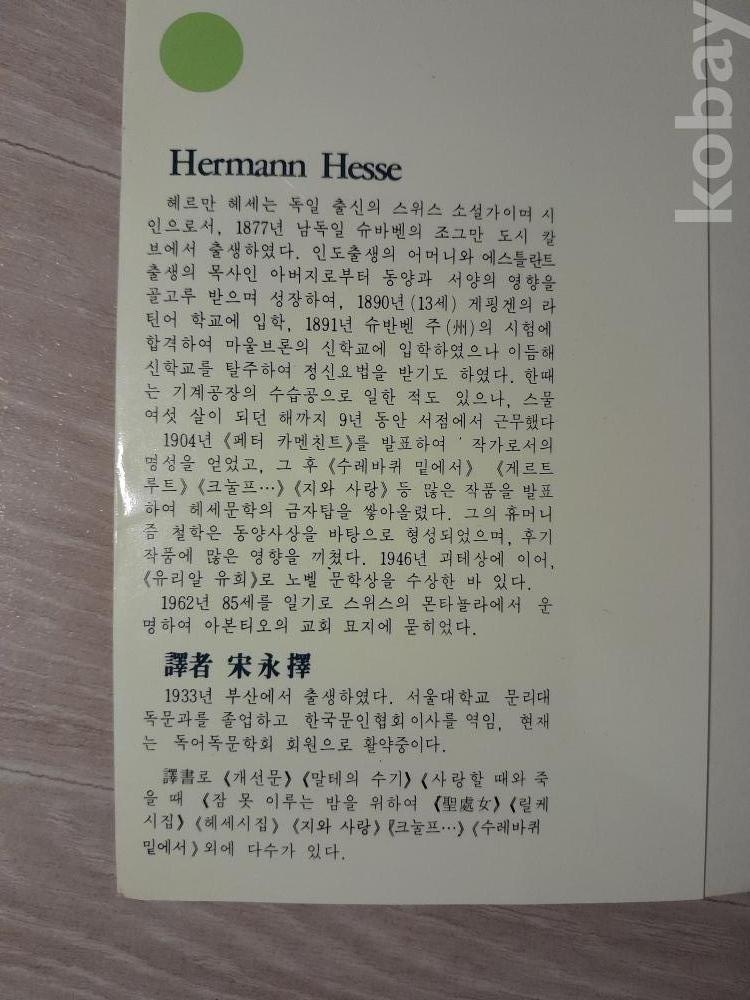 Hermann Hesse
헤르만 헤세는 독일 출신의 스위스 소설가이며 시
인으로서, 1877년 남독일 슈바벤의 조그만 도시 칼
브에서 출생하였다. 인도출생의 어머니와 에스틀란트
출생의 목사인 아버지로부터 동양과 서양의 영향을
골고루 받으며 성장하여, 1890년(13세) 게핑겐의 라
틴어 학교에 입학, 1891년 슈반벤 주(州)의 시험에
합격하여 마울브론의 신학교에 입학하였으나 이듬해
신학교를 탈주하여 정신요법을 받기도 하였다. 한때
는 기계공장의 수습공으로 일한 적도 있으나, 스물
여섯 살이 되던 해까지 9년 동안 서점에서 근무했다
1904년 《페터 카멘친트》를 발표하여 작가로서의
명성을 얻었고, 그 후 《수레바퀴 밑에서》 《게르트
루트》 《크눌프…》 《지와 사랑》 등 많은 작품을 발표
하여 헤세문학의 금자탑을 쌓아올렸다. 그의 휴머니
즘 철학은 동양사상을 바탕으로 형성되었으며, 후기
작품에 많은 영향을 끼쳤다. 1946년 괴테상에 이어,
《유리알 유희》로 노벨 문학상을 수상한 바 있다.
1962년 85세를 일기로 스위스의 몬타뇰라에서 운
명하여 아본티오의 교회 묘지에 묻히었다.
譯者 宋永擇
1933년 부산에서 출생하였다. 서울대학교 문리대
독문과를 졸업하고 한국문인협회이사를 역임, 현재
는 독어독문학회 회원으로 활약중이다.
譯書로 《개선문》 《말테의 수기》 《사랑할 때와 죽
을 때 《잠 못 이루는 밤을 위하여 《聖處女》 《릴케
시집》 《헤세시집》 《지와 사랑》 《크눌프…》 《수레바퀴
밑에서》 외에 다수가 있다.
kobay